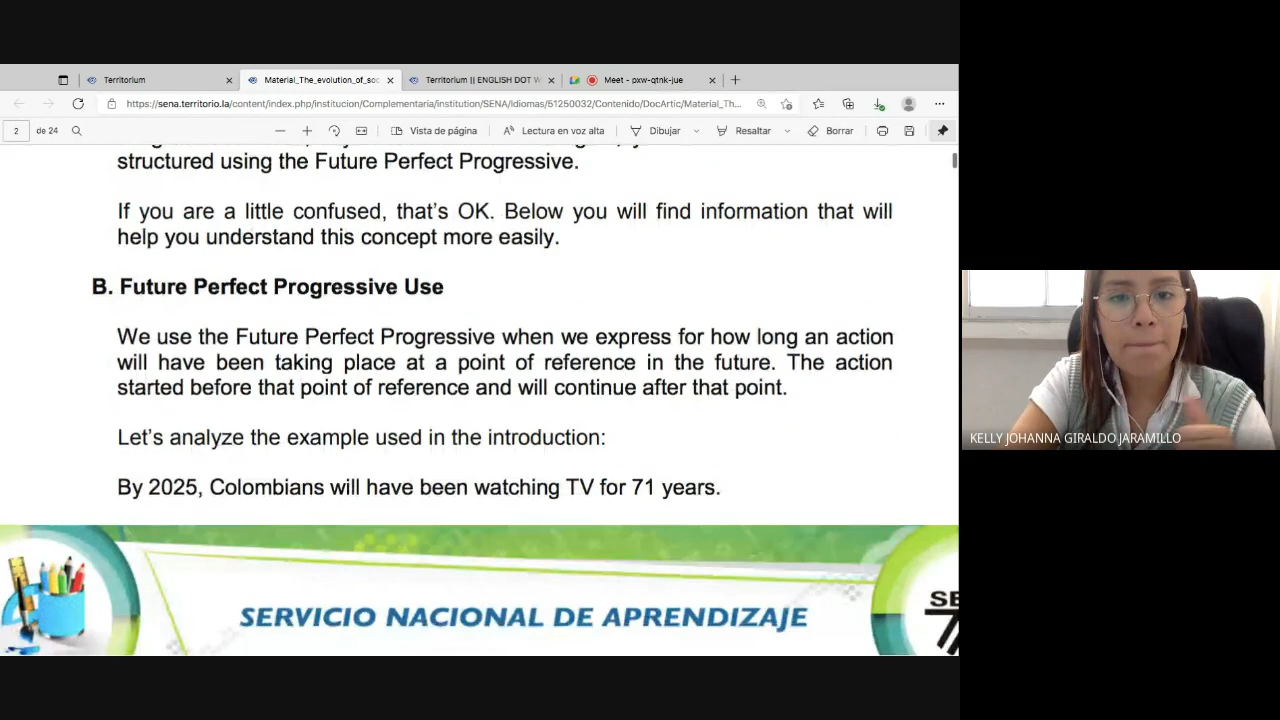 Territorium
Material_The_evolution_of_soc
Territorium || ENGLISH DOT W
Meet - pxw-qtnk-jue
https://sena.territorio.la/content/index.php/institucion/Complementaria/institution/SENA/Idiomas/51250032/Contenido/DocArtic/Material_Th...
2 de 24
Vista de página
Lectura en voz alta
Dibujar
Resaltar
Borrar
structured using the Future Perfect Progressive.
If you are a little confused, that's OK. Below you will find information that will
help you understand this concept more easily.
B. Future Perfect Progressive Use
We use the Future Perfect Progressive when we express for how long an action
will have been taking place at a point of reference in the future. The action
started before that point of reference and will continue after that point.
Let's analyze the example used in the introduction:
By 2025, Colombians will have been watching TV for 71 years.
SERVICIO NACIONAL DE APRENDIZAJE
SE
KELLY JOHANNA GIRALDO JARAMILLO